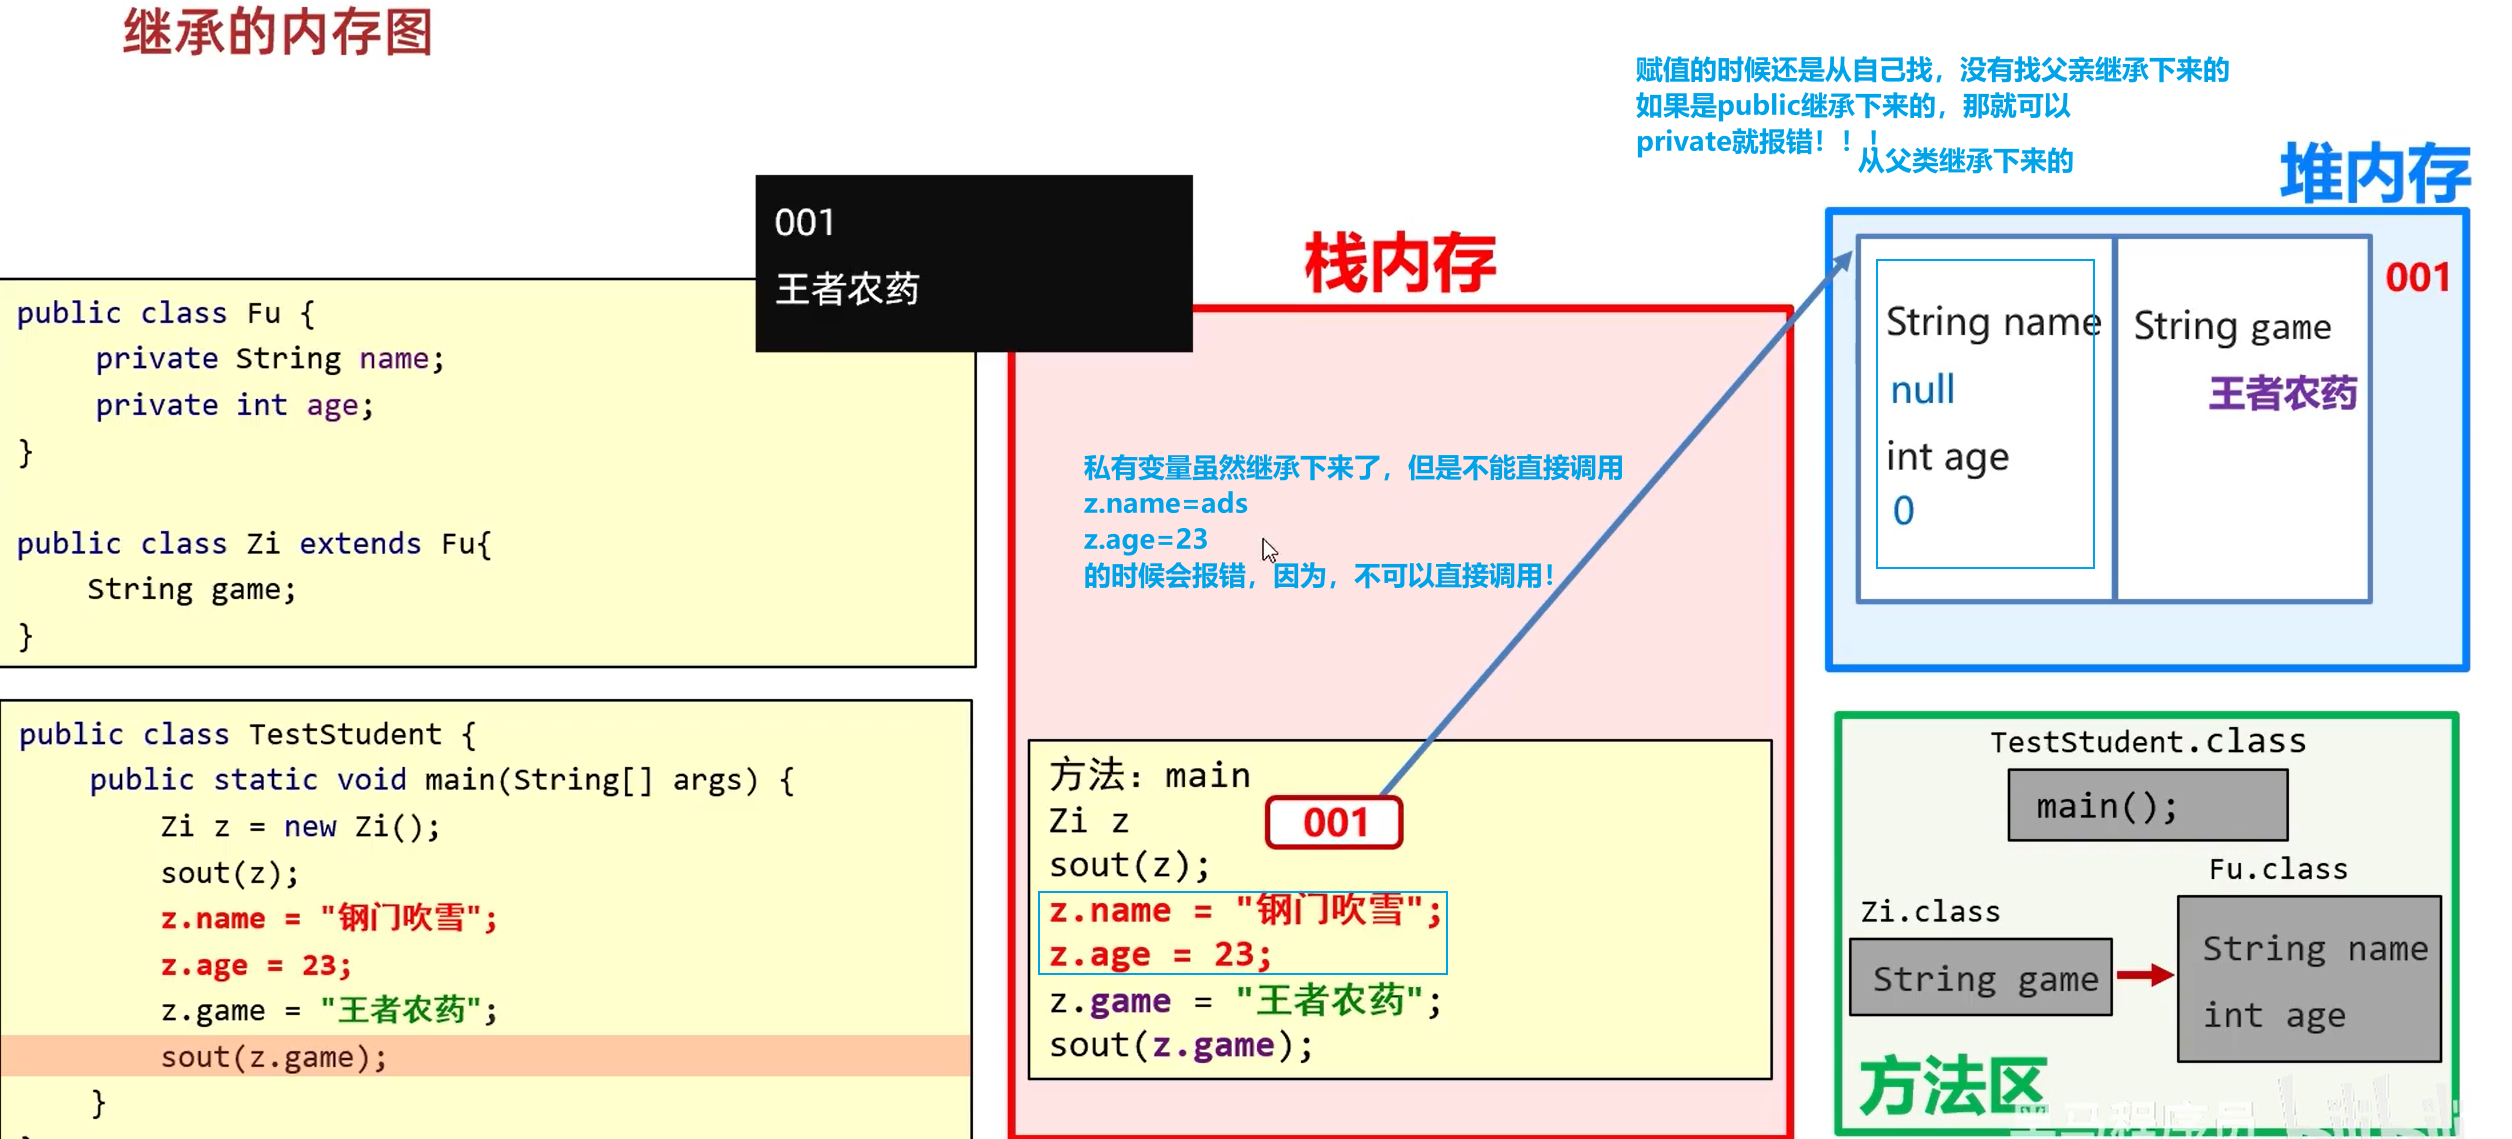 继承的内存图
赋值的时候还是从自己找，没有找父亲继承下来的
如果是public继承下来的，那就可以
private就报错！！！
从父类继承下来的
001
王者农药
public class Fu {
private String name;
private int age;
}
public class Zi extends Fu{
String game;
}
public class TestStudent {
public static void main(String[] args) {
Zi z = new Zi();
sout(z);
z.name = "钢门吹雪";
z.age = 23;
z.game = "王者农药";
sout(z.game);
}
栈内存
私有变量虽然继承下来了，但是不能直接调用
z.name=ads
z.age=23
的时候会报错，因为，不可以直接调用！
方法：main
Zi z
001
sout(z);
z.name = "钢门吹雪";
z.age = 23;
z.game = "王者农药";
sout(z.game);
堆内存
001
String name
null
int age
0
String game
王者农药
TestStudent.class
main();
Fu.class
Zi.class
String name
String game
int age
方法区